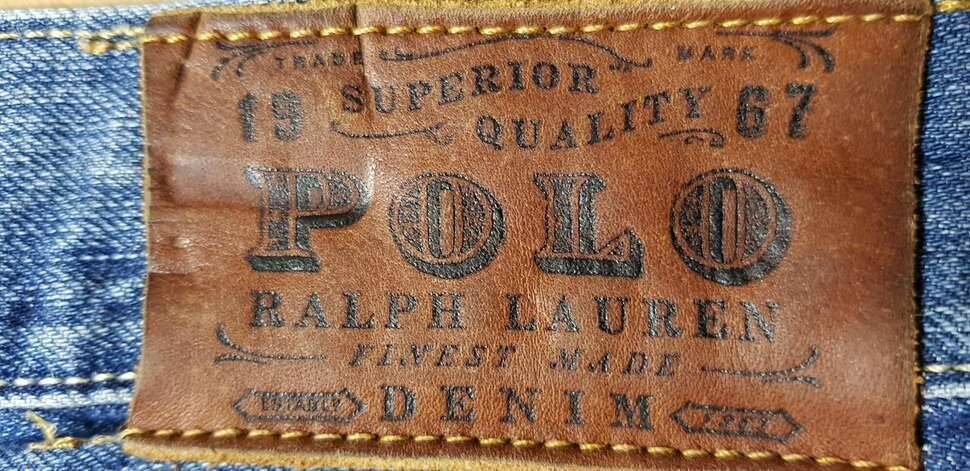 TRADE MARK
19 SUPERIOR QUALITY 67
POLO
RALPH LAUREN
FINEST MADE
DENIM